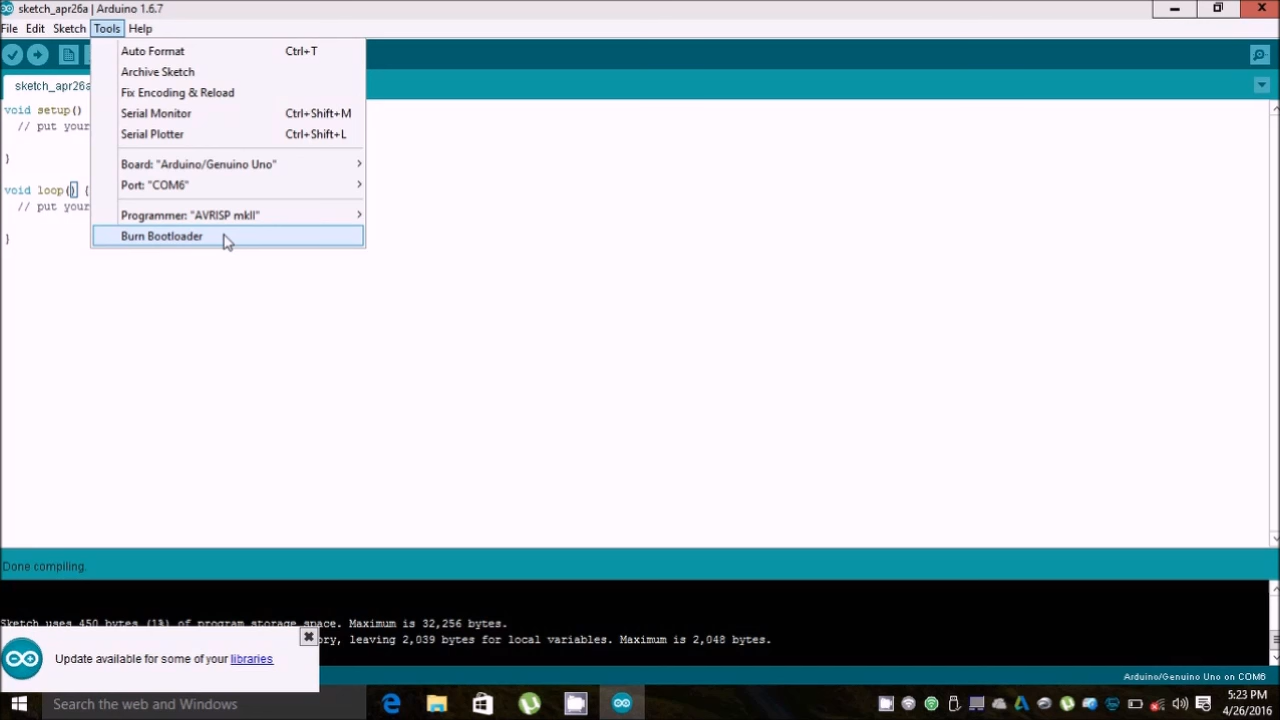 sketch_apr26a | Arduino 1.6.7
File Edit Sketch Tools Help
Auto Format Ctrl+T
Archive Sketch
Fix Encoding & Reload
Serial Monitor Ctrl+Shift+M
Serial Plotter Ctrl+Shift+L
Board: "Arduino/Genuino Uno"
Port: "COM6"
Programmer: "AVRISP mkII"
Burn Bootloader
sketch_apr26a
void setup()
// put your
}
void loop() {
// put your
}
Done compiling.
Sketch uses 450 bytes (1%) of program storage space. Maximum is 32,256 bytes.
ory, leaving 2,039 bytes for local variables. Maximum is 2,048 bytes.
Update available for some of your libraries
Arduino/Genuino Uno on COM6
Search the web and Windows
5:23 PM
4/26/2016